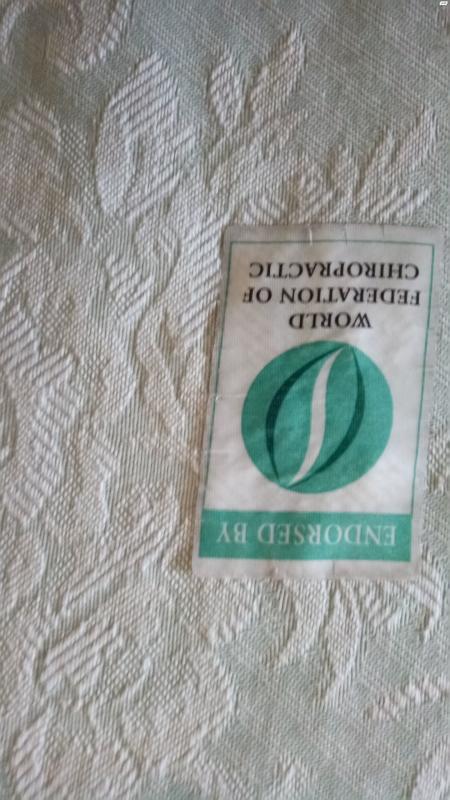 ENDORSED BY
WORLD
FEDERATION OF
CHIROPRACTIC